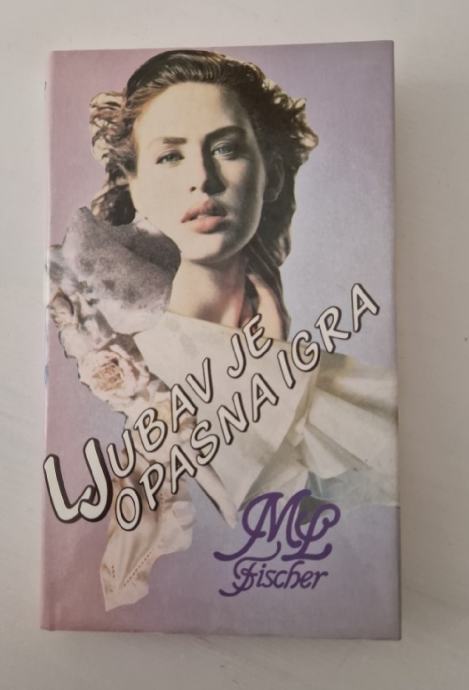 LJUBAV JE
OPASNA IGRA
ML
Fischer